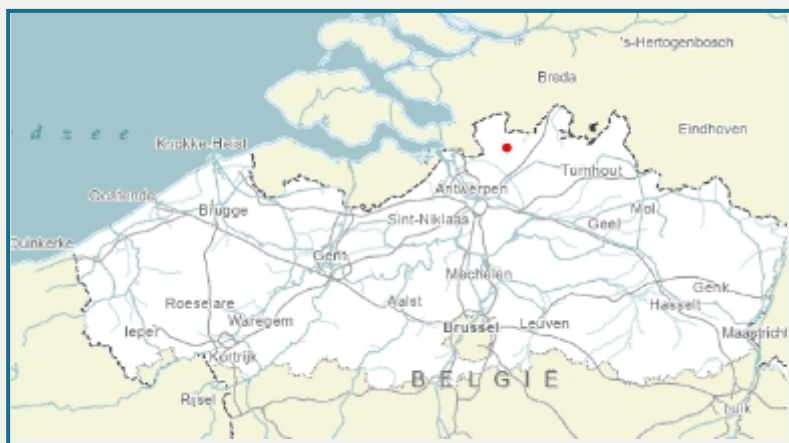 's-Hertogenbosch
Breda
d z e e
Eindhoven
Knokke-Heist
Turnhout
Oostende
Antwerpen
Brugge
Sint-Niklaas
Geel
Mol
Duinkerke
Gent
Mechelen
Genk
Roeselare
Aalst
Hasselt
Ieper
Waregem
Brussel
Leuven
Maastricht
Kortrijk
BELGIË
Rijsel
Luik